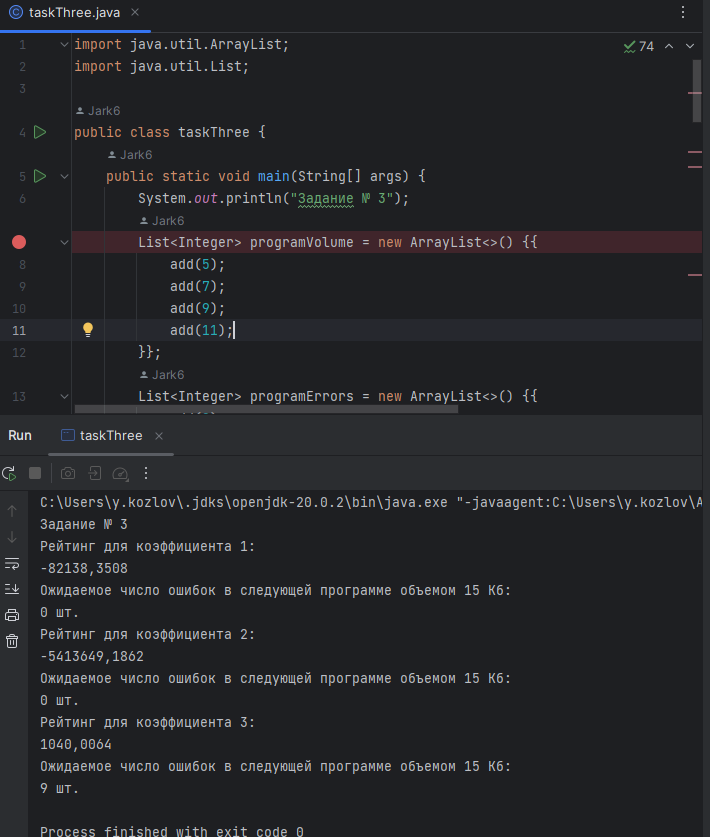 taskThree.java
74
1 import java.util.ArrayList;
2 import java.util.List;
3
Jark6
4 public class taskThree {
Jark6
5 public static void main(String[] args) {
6 System.out.println("Задание № 3");
Jark6
List<Integer> programVolume = new ArrayList<>() {{
8 add(5);
9 add(7);
10 add(9);
11 add(11);
12 }};
Jark6
13 List<Integer> programErrors = new ArrayList<>() {{
Run taskThree
C:\Users\y.kozlov\.jdks\openjdk-20.0.2\bin\java.exe "-javaagent:C:\Users\y.kozlov\A
Задание № 3
Рейтинг для коэффициента 1:
-82138,3508
Ожидаемое число ошибок в следующей программе объемом 15 Кб:
0 шт.
Рейтинг для коэффициента 2:
-5413649,1862
Ожидаемое число ошибок в следующей программе объемом 15 Кб:
0 шт.
Рейтинг для коэффициента 3:
1040,0064
Ожидаемое число ошибок в следующей программе объемом 15 Кб:
9 шт.
Process finished with exit code 0